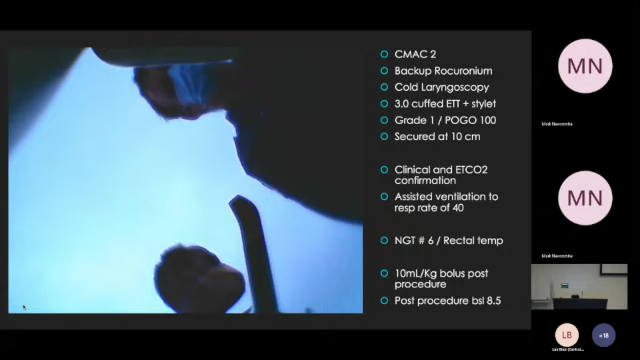 CMAC 2
Backup Rocuronium
Cold Laryngoscopy
3.0 cuffed ETT + stylet
Grade 1 / POGO 100
Secured at 10 cm
Clinical and ETCO2
confirmation
Assisted ventilation to
resp rate of 40
NGT # 6 / Rectal temp
10mL/Kg bolus post
procedure
Post procedure bsl 8.5
MN
MN
LB
+18